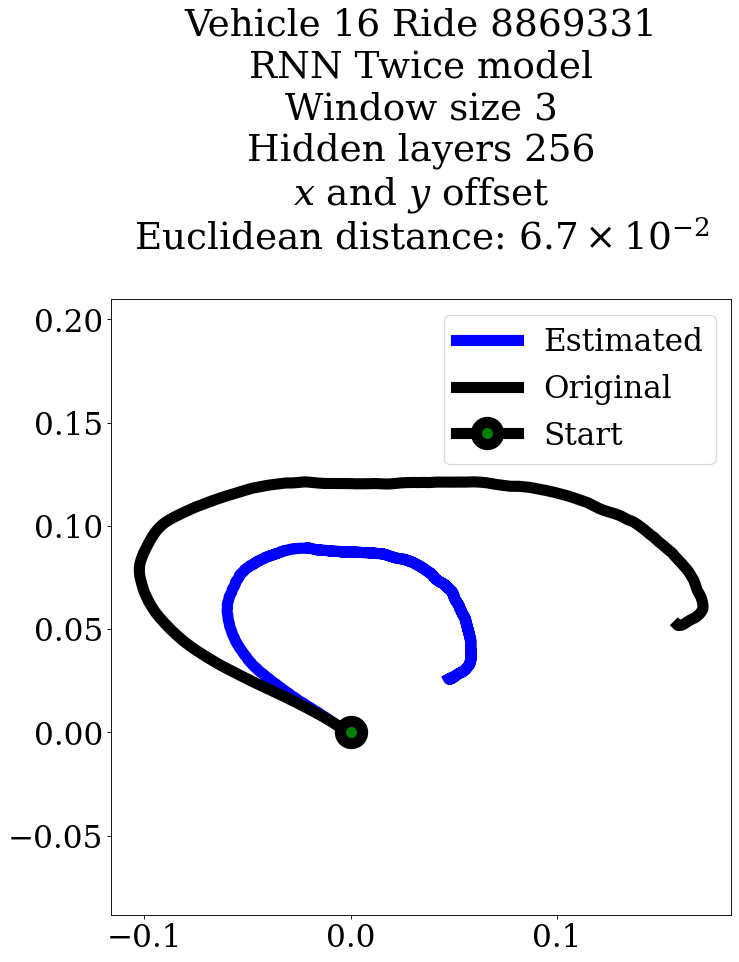 Vehicle 16 Ride 8869331
RNN Twice model
Window size 3
Hidden layers 256
x and y offset
Euclidean distance: 6.7 × 10⁻²
0.20
0.15
0.10
0.05
0.00
−0.05
Estimated
Original
Start
−0.1
0.0
0.1